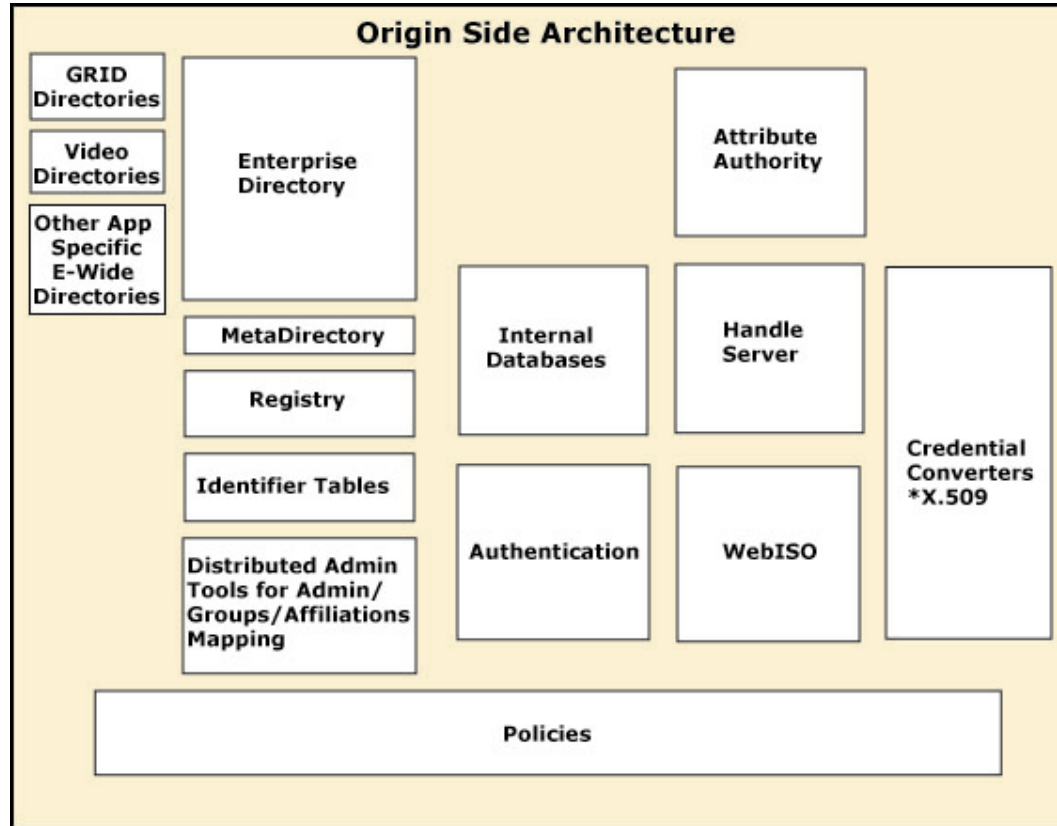 Origin Side Architecture
GRID
Directories
Video
Directories
Other App
Specific
E-Wide
Directories
Enterprise
Directory
MetaDirectory
Registry
Identifier Tables
Distributed Admin
Tools for Admin/
Groups/Affiliations
Mapping
Internal
Databases
Authentication
Attribute
Authority
Handle
Server
WebISO
Credential
Converters
*X.509
Policies